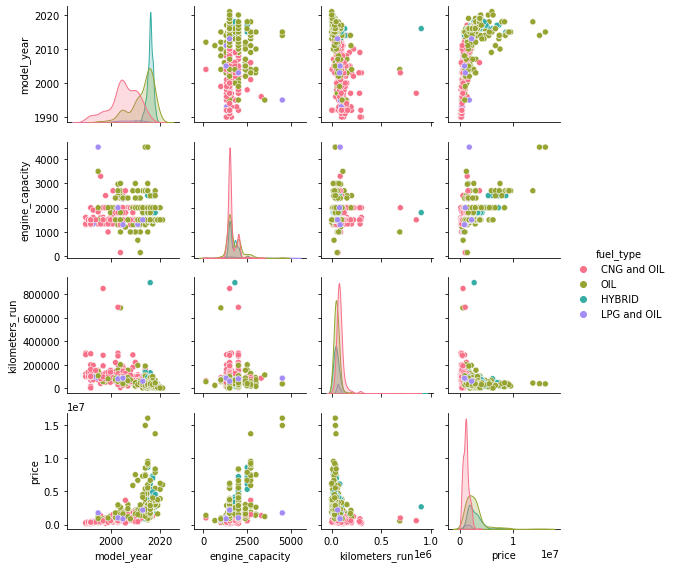 2020
2010
2000
1990
model_year
4000
3000
2000
1000
0
engine_capacity
fuel_type
CNG and OIL
OIL
HYBRID
LPG and OIL
800000
600000
400000
200000
0
kilometers_run
1e7
1.5
1.0
0.5
0.0
price
2000 2020
model_year
0 2500 5000
engine_capacity
0.0 0.5 1.0
kilometers_run 1e6
0 1
price 1e7